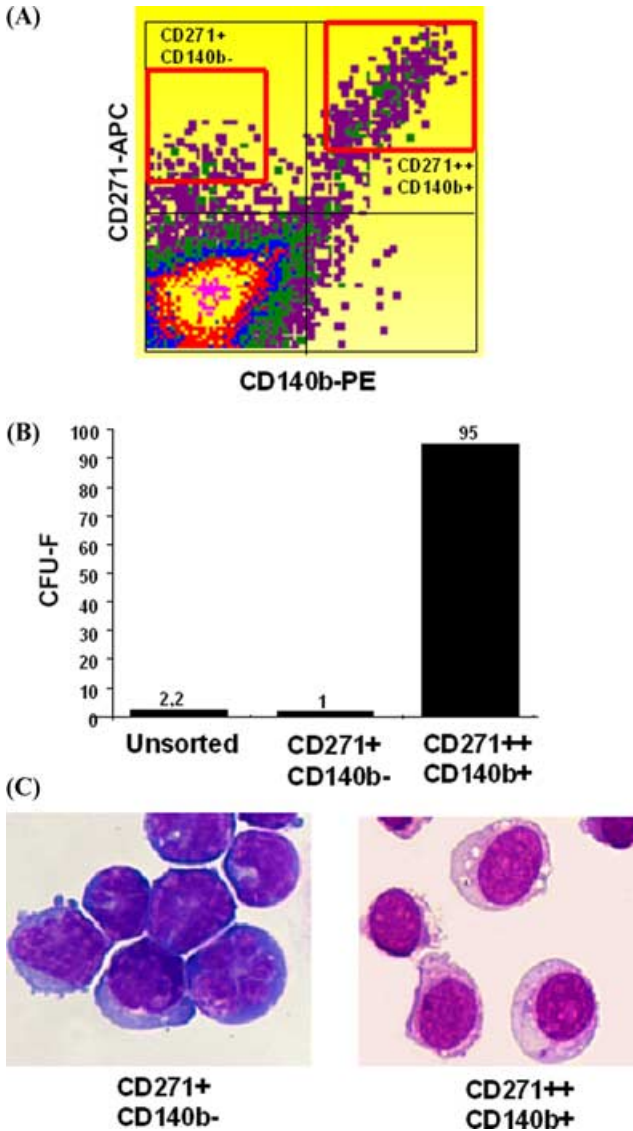 (A)
CD271+
CD140b-
CD271++
CD140b+
CD271-APC
CD140b-PE
(B)
CFU-F
100
90
80
70
60
50
40
30
20
10
0
2,2
1
95
Unsorted
CD271+
CD140b-
CD271++
CD140b+
(C)
CD271+
CD140b-
CD271++
CD140b+